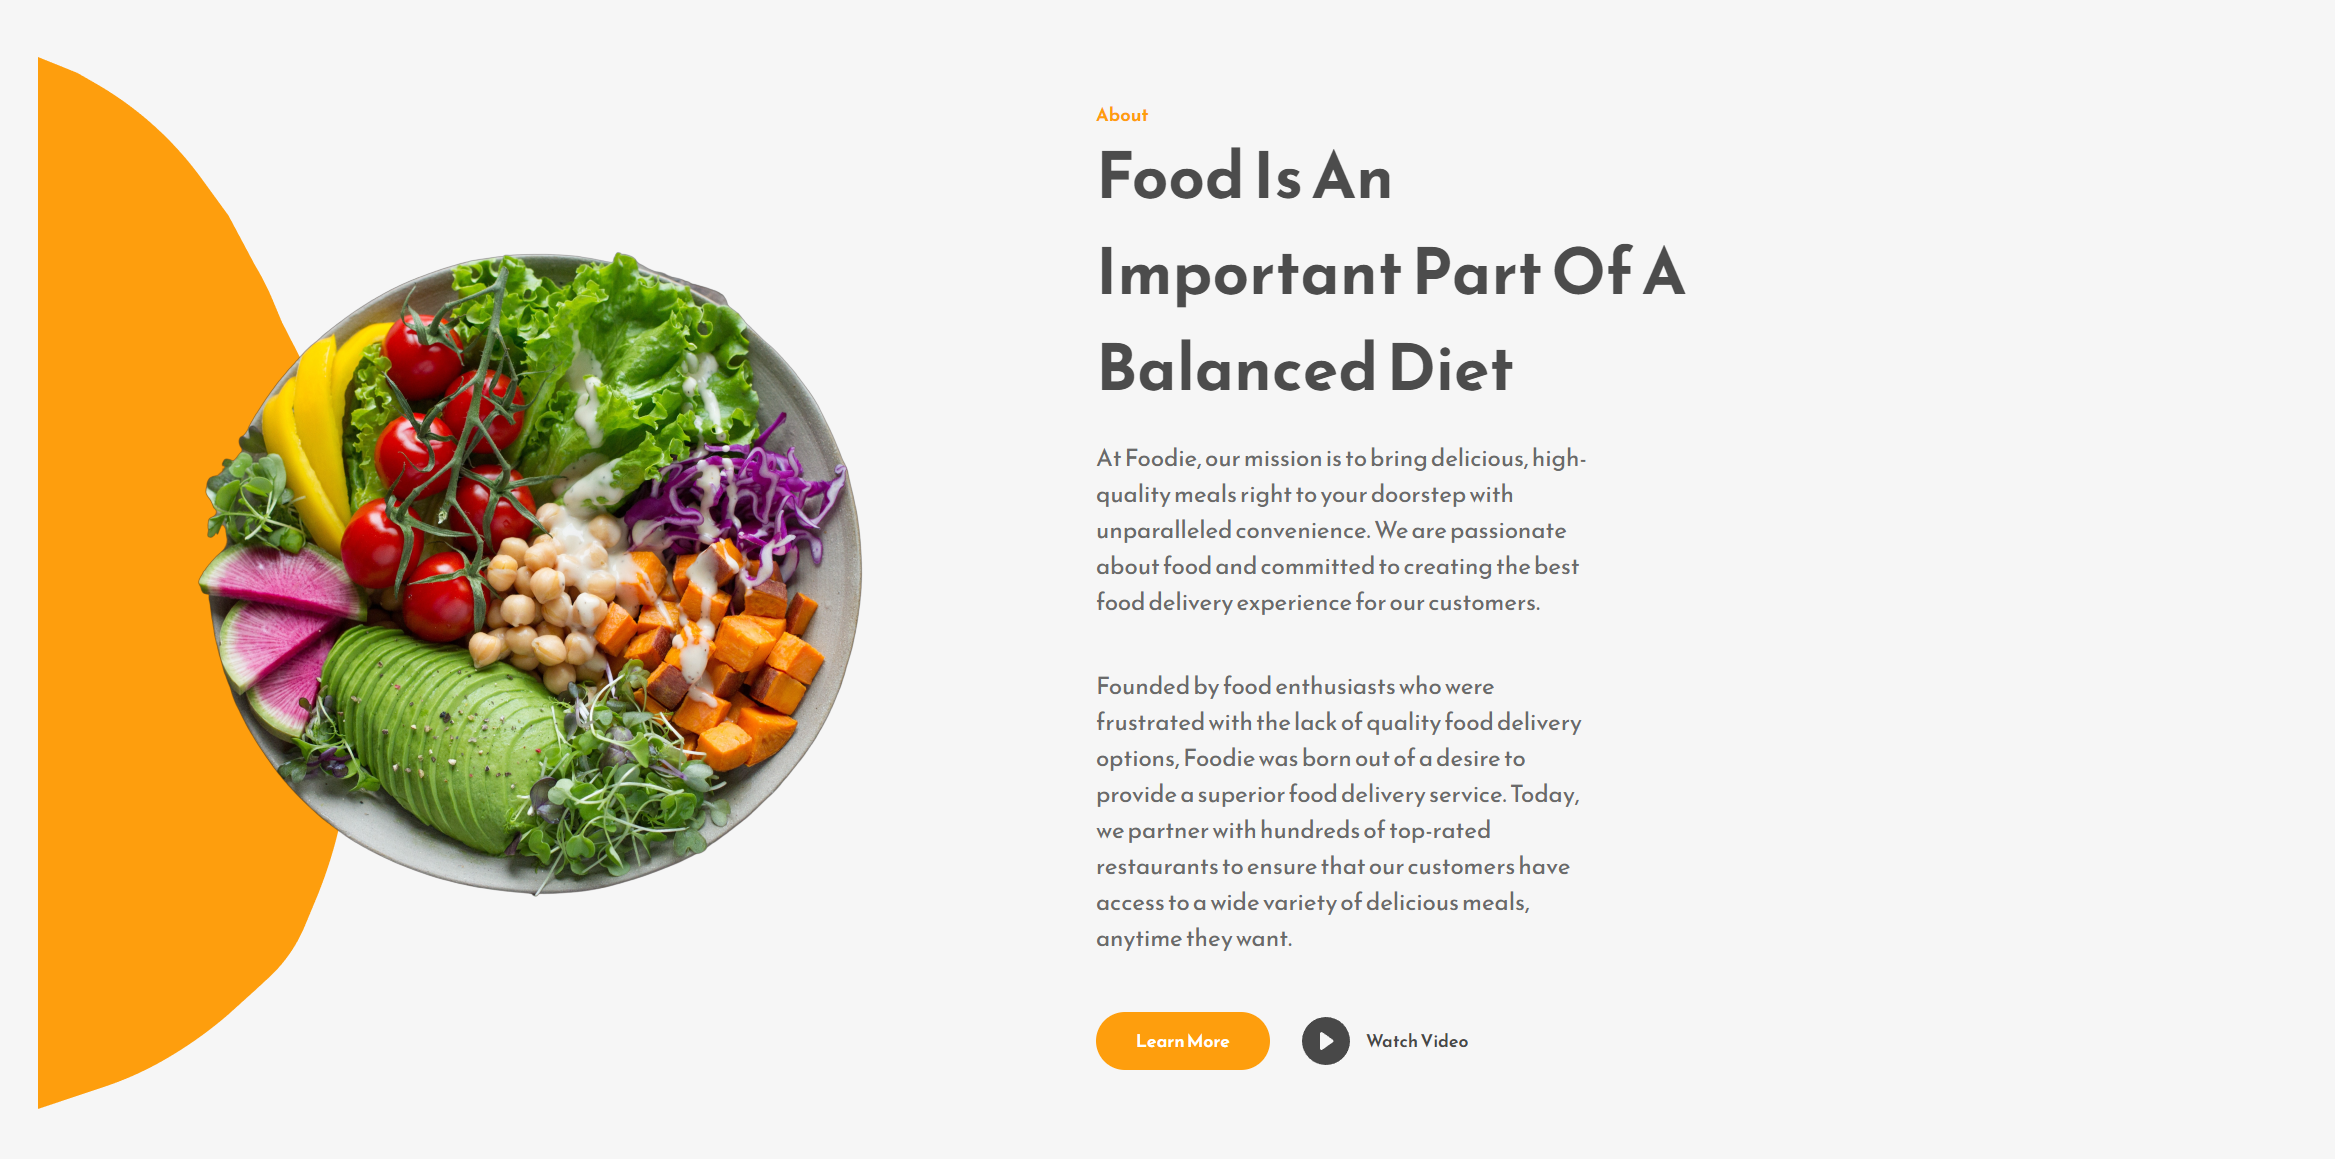 About
Food Is An
Important Part Of A
Balanced Diet
At Foodie, our mission is to bring delicious, high-
quality meals right to your doorstep with
unparalleled convenience. We are passionate
about food and committed to creating the best
food delivery experience for our customers.
Founded by food enthusiasts who were
frustrated with the lack of quality food delivery
options, Foodie was born out of a desire to
provide a superior food delivery service. Today,
we partner with hundreds of top-rated
restaurants to ensure that our customers have
access to a wide variety of delicious meals,
anytime they want.
Learn More
Watch Video